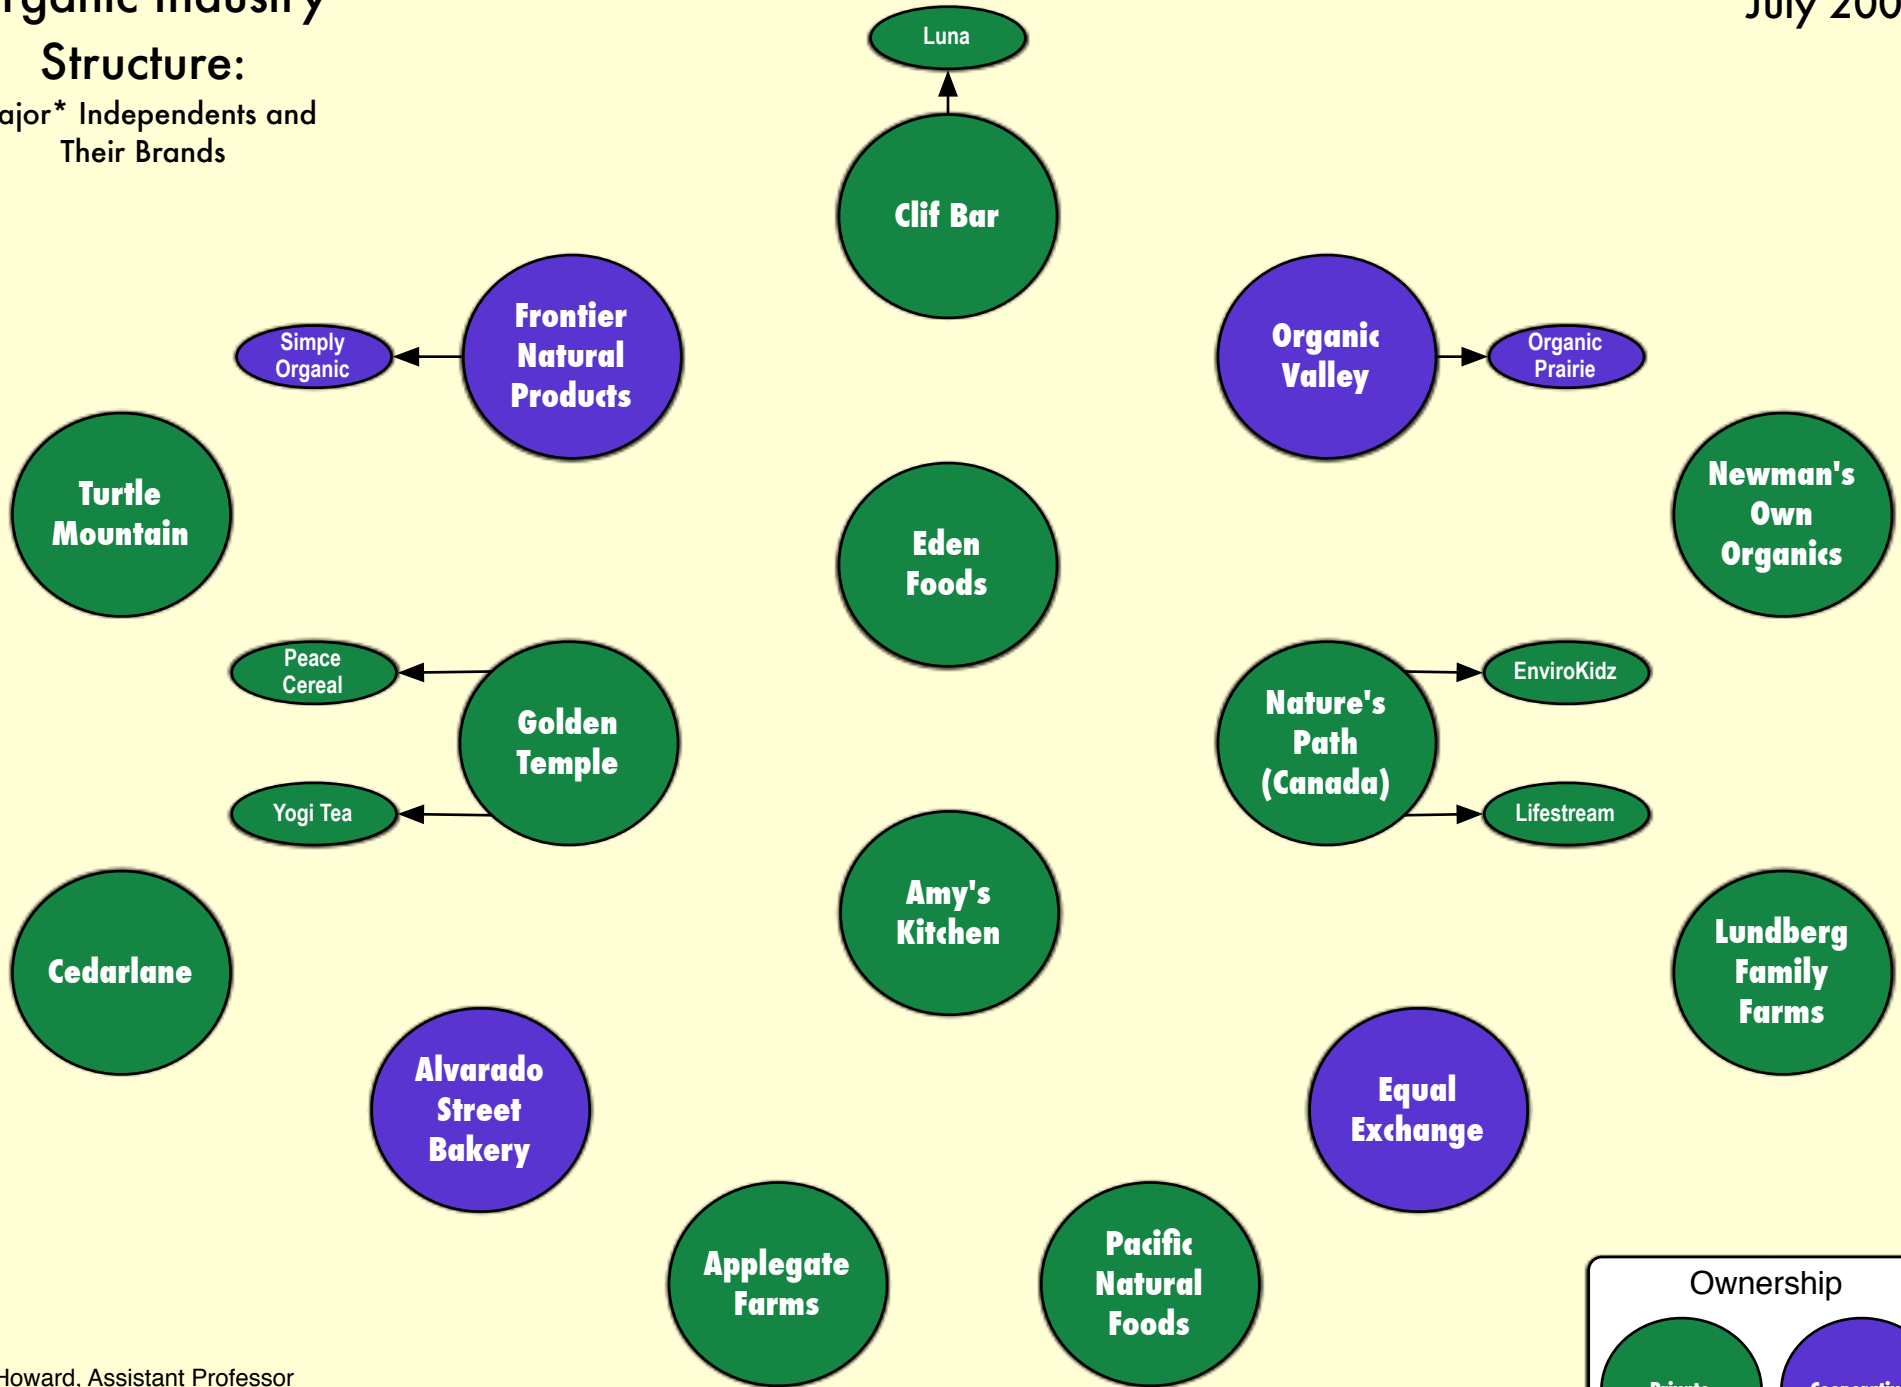 Structure:
Independents and
Their Brands
July
Luna
Clif Bar
Frontier
Natural
Products
Simply
Organic
Organic
Valley
Organic
Prairie
Turtle
Mountain
Newman's
Own
Organics
Eden
Foods
Peace
Cereal
Golden
Temple
Yogi Tea
Nature's
Path
(Canada)
EnviroKidz
Lifestream
Amy's
Kitchen
Cedarlane
Lundberg
Family
Farms
Alvarado
Street
Bakery
Equal
Exchange
Applegate
Farms
Pacific
Natural
Foods
Ownership
Howard, Assistant Professor